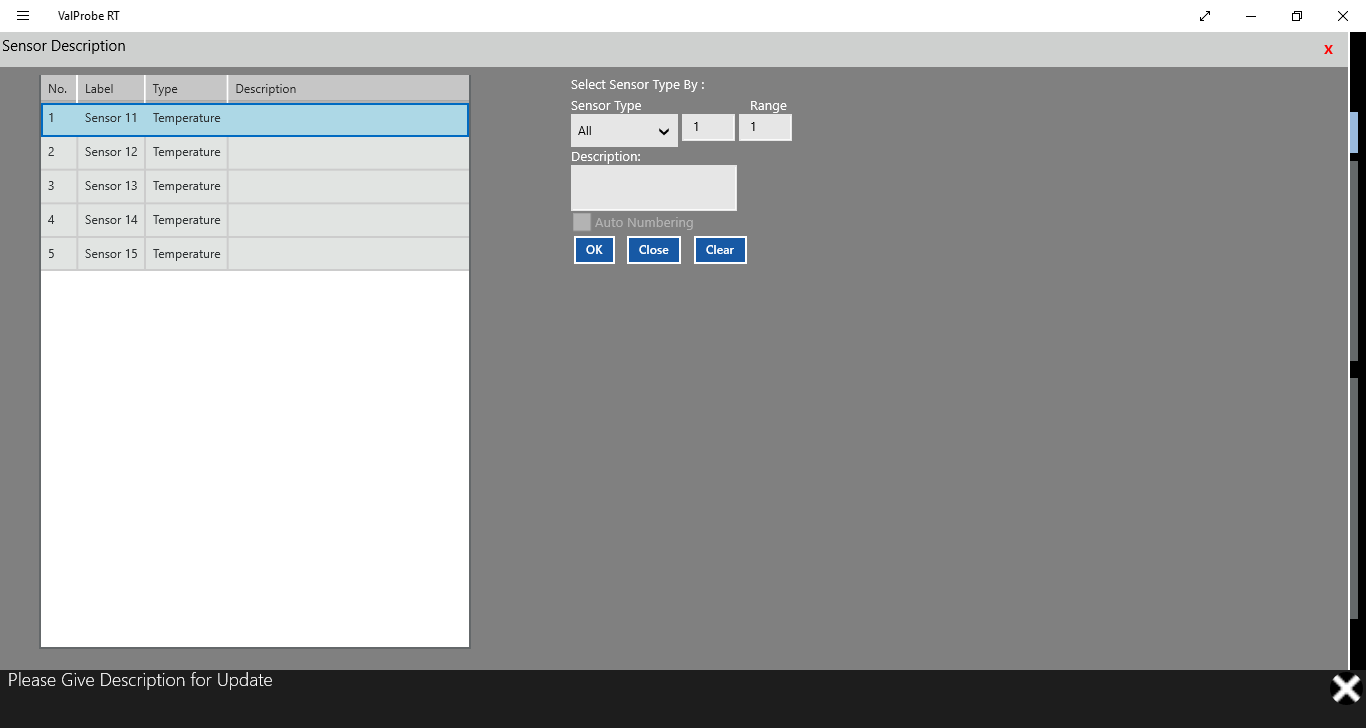 ValProbe RT
Sensor Description
X
No. Label Type Description
1 Sensor 11 Temperature
2 Sensor 12 Temperature
3 Sensor 13 Temperature
4 Sensor 14 Temperature
5 Sensor 15 Temperature
Select Sensor Type By :
Sensor Type Range
All 1 1
Description:
Auto Numbering
OK Close Clear
Please Give Description for Update